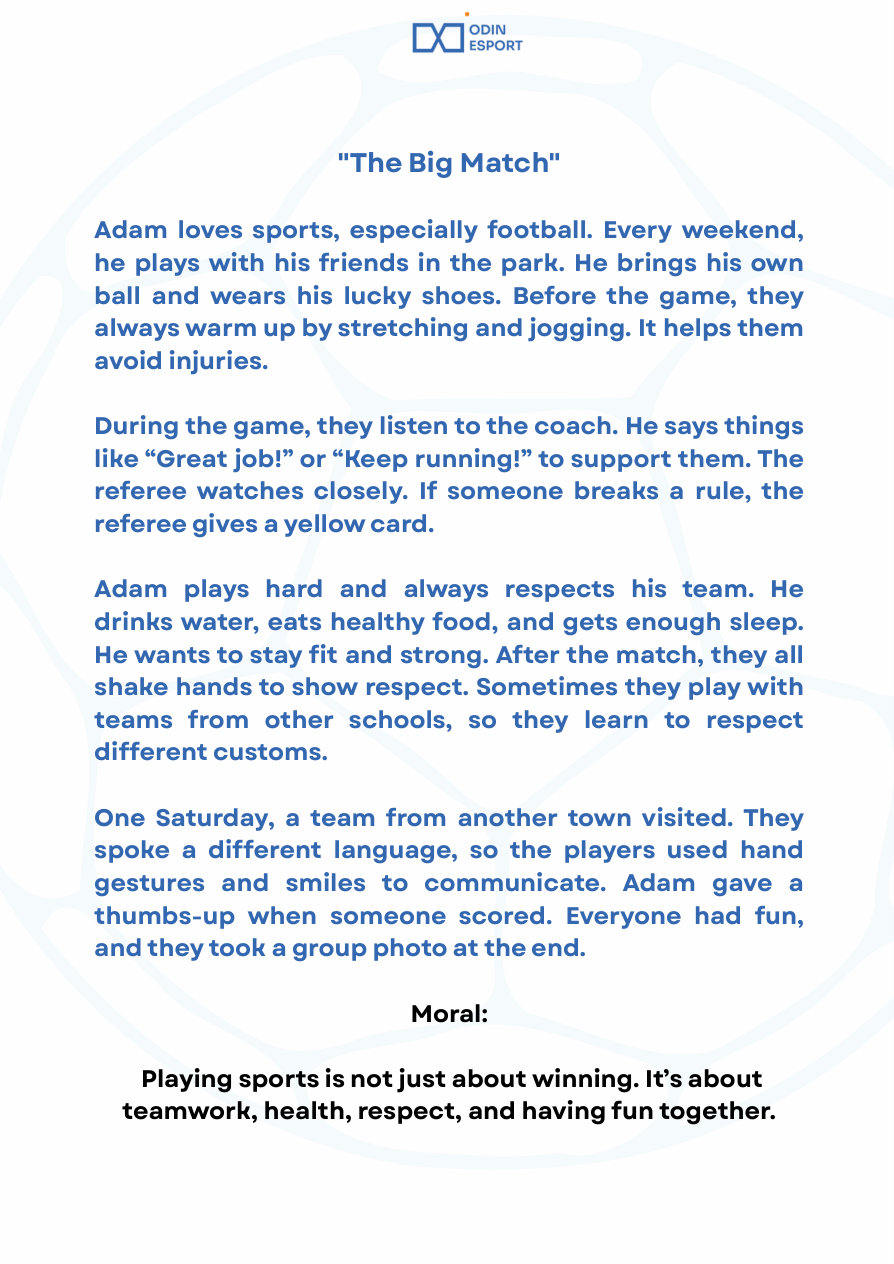 ODIN
ESPORT
"The Big Match"
Adam loves sports, especially football. Every weekend,
he plays with his friends in the park. He brings his own
ball and wears his lucky shoes. Before the game, they
always warm up by stretching and jogging. It helps them
avoid injuries.
During the game, they listen to the coach. He says things
like “Great job!” or “Keep running!” to support them. The
referee watches closely. If someone breaks a rule, the
referee gives a yellow card.
Adam plays hard and always respects his team. He
drinks water, eats healthy food, and gets enough sleep.
He wants to stay fit and strong. After the match, they all
shake hands to show respect. Sometimes they play with
teams from other schools, so they learn to respect
different customs.
One Saturday, a team from another town visited. They
spoke a different language, so the players used hand
gestures and smiles to communicate. Adam gave a
thumbs-up when someone scored. Everyone had fun,
and they took a group photo at the end.
Moral:
Playing sports is not just about winning. It’s about
teamwork, health, respect, and having fun together.